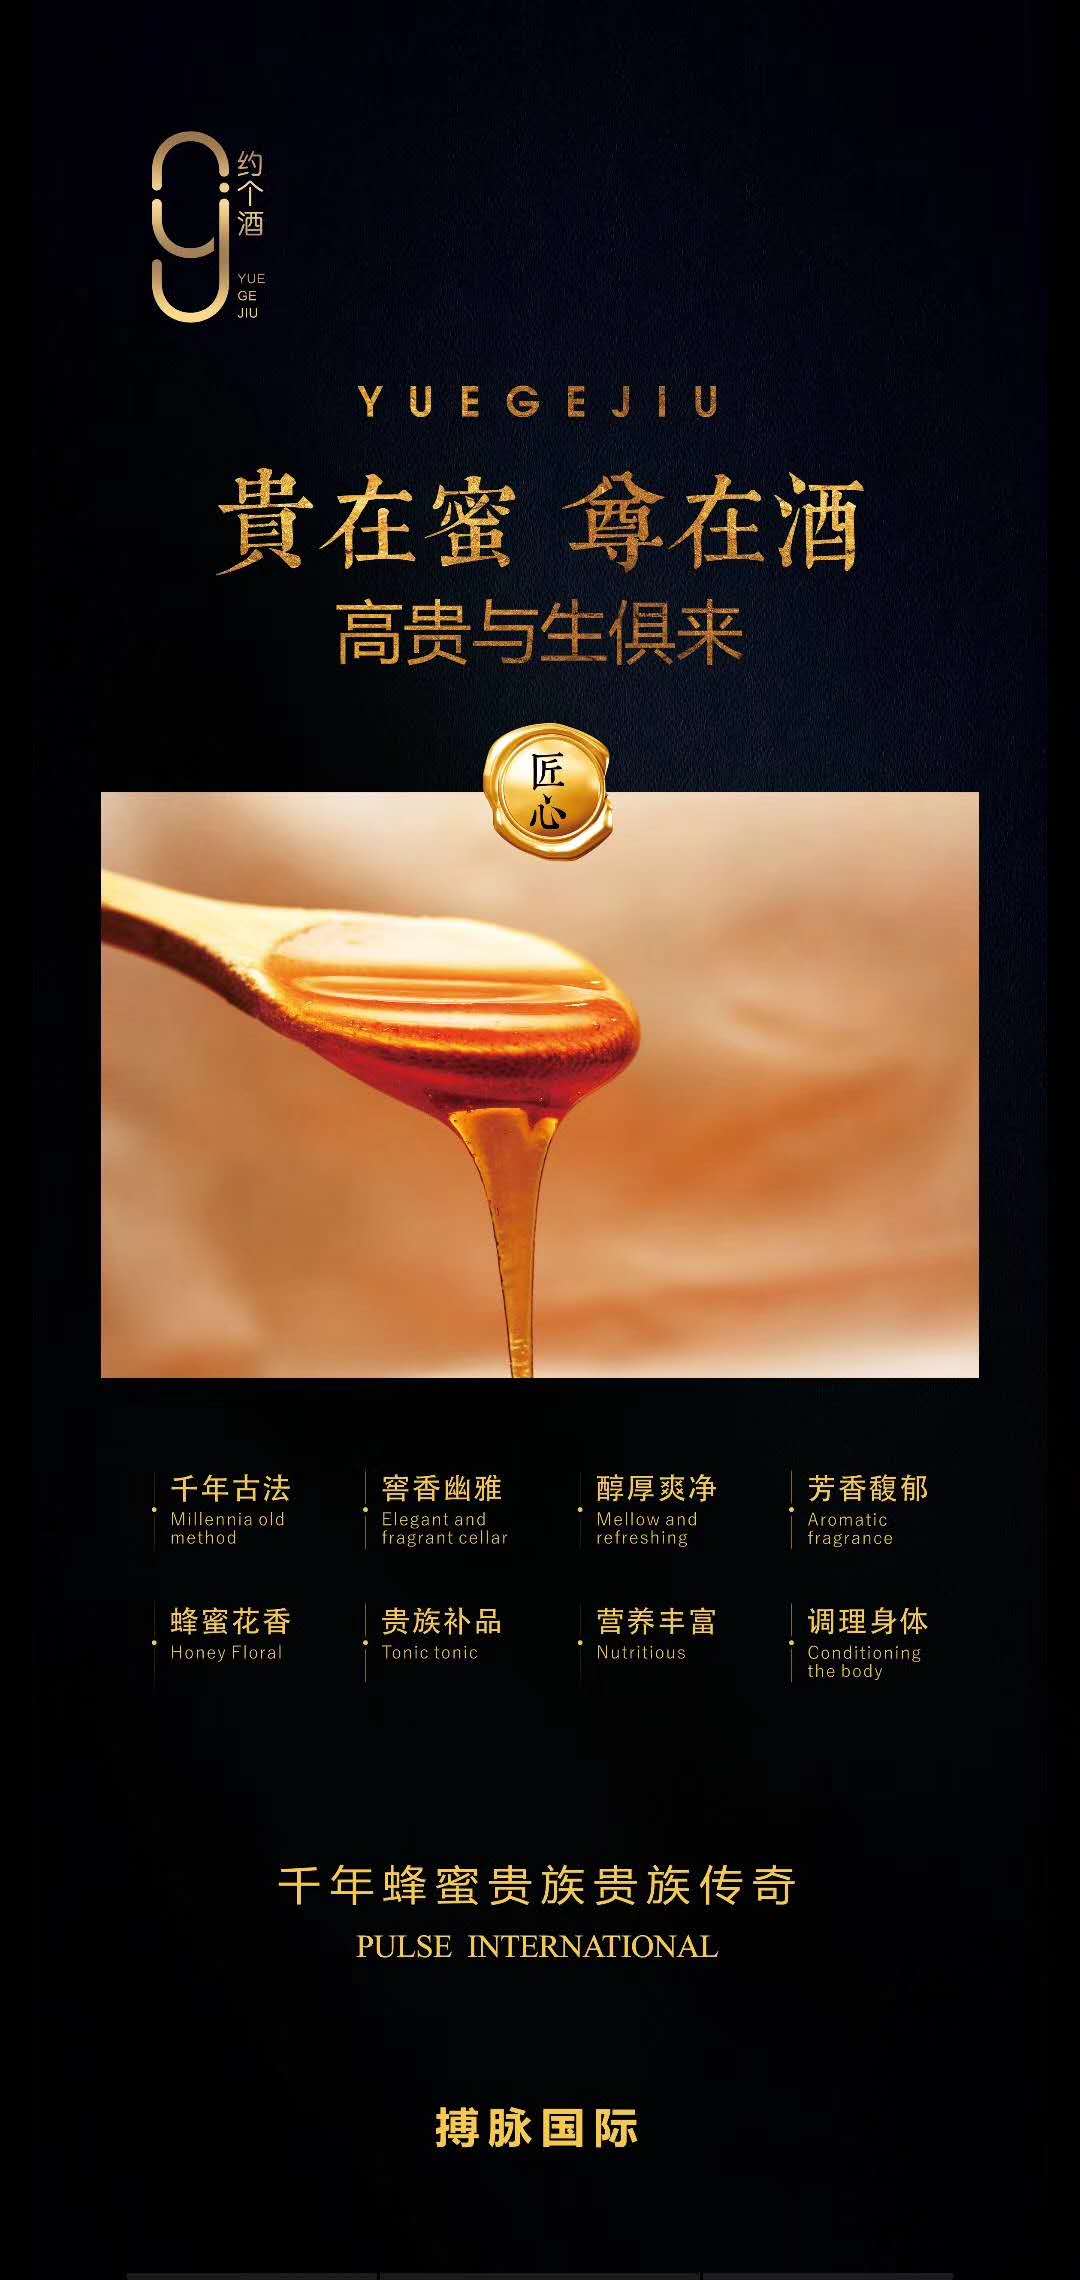 约个酒
YUE
GE
JIU
YUEGEJIU
貴在蜜 尊在酒
高贵与生俱来
匠心
千年古法
Millennia old
method
窖香幽雅
Elegant and
fragrant cellar
醇厚爽净
Mellow and
refreshing
芳香馥郁
Aromatic
fragrance
蜂蜜花香
Honey Floral
贵族补品
Tonic tonic
营养丰富
Nutritious
调理身体
Conditioning
the body
千年蜂蜜贵族贵族传奇
PULSE INTERNATIONAL
搏脉国际